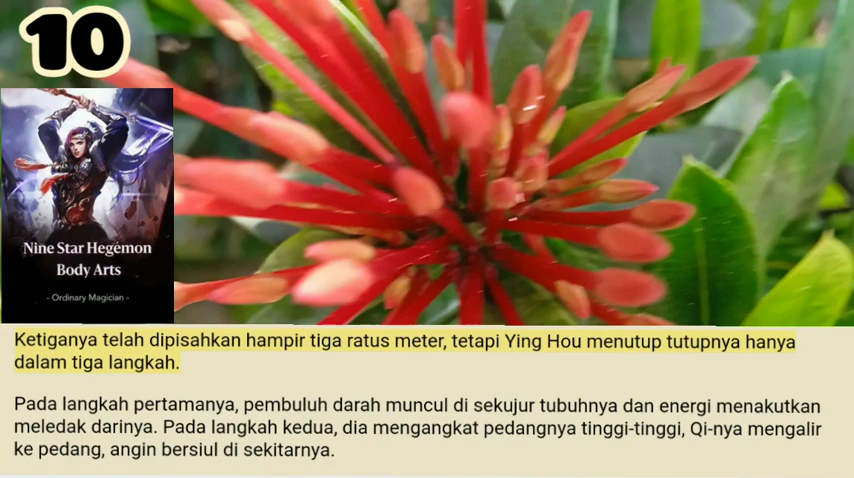 10
Nine Star Hegemon
Body Arts
- Ordinary Magician -
Ketiganya telah dipisahkan hampir tiga ratus meter, tetapi Ying Hou menutup tutupnya hanya
dalam tiga langkah.
Pada langkah pertamanya, pembuluh darah muncul di sekujur tubuhnya dan energi menakutkan
meledak darinya. Pada langkah kedua, dia mengangkat pedangnya tinggi-tinggi, Qi-nya mengalir
ke pedang, angin bersiul di sekitarnya.